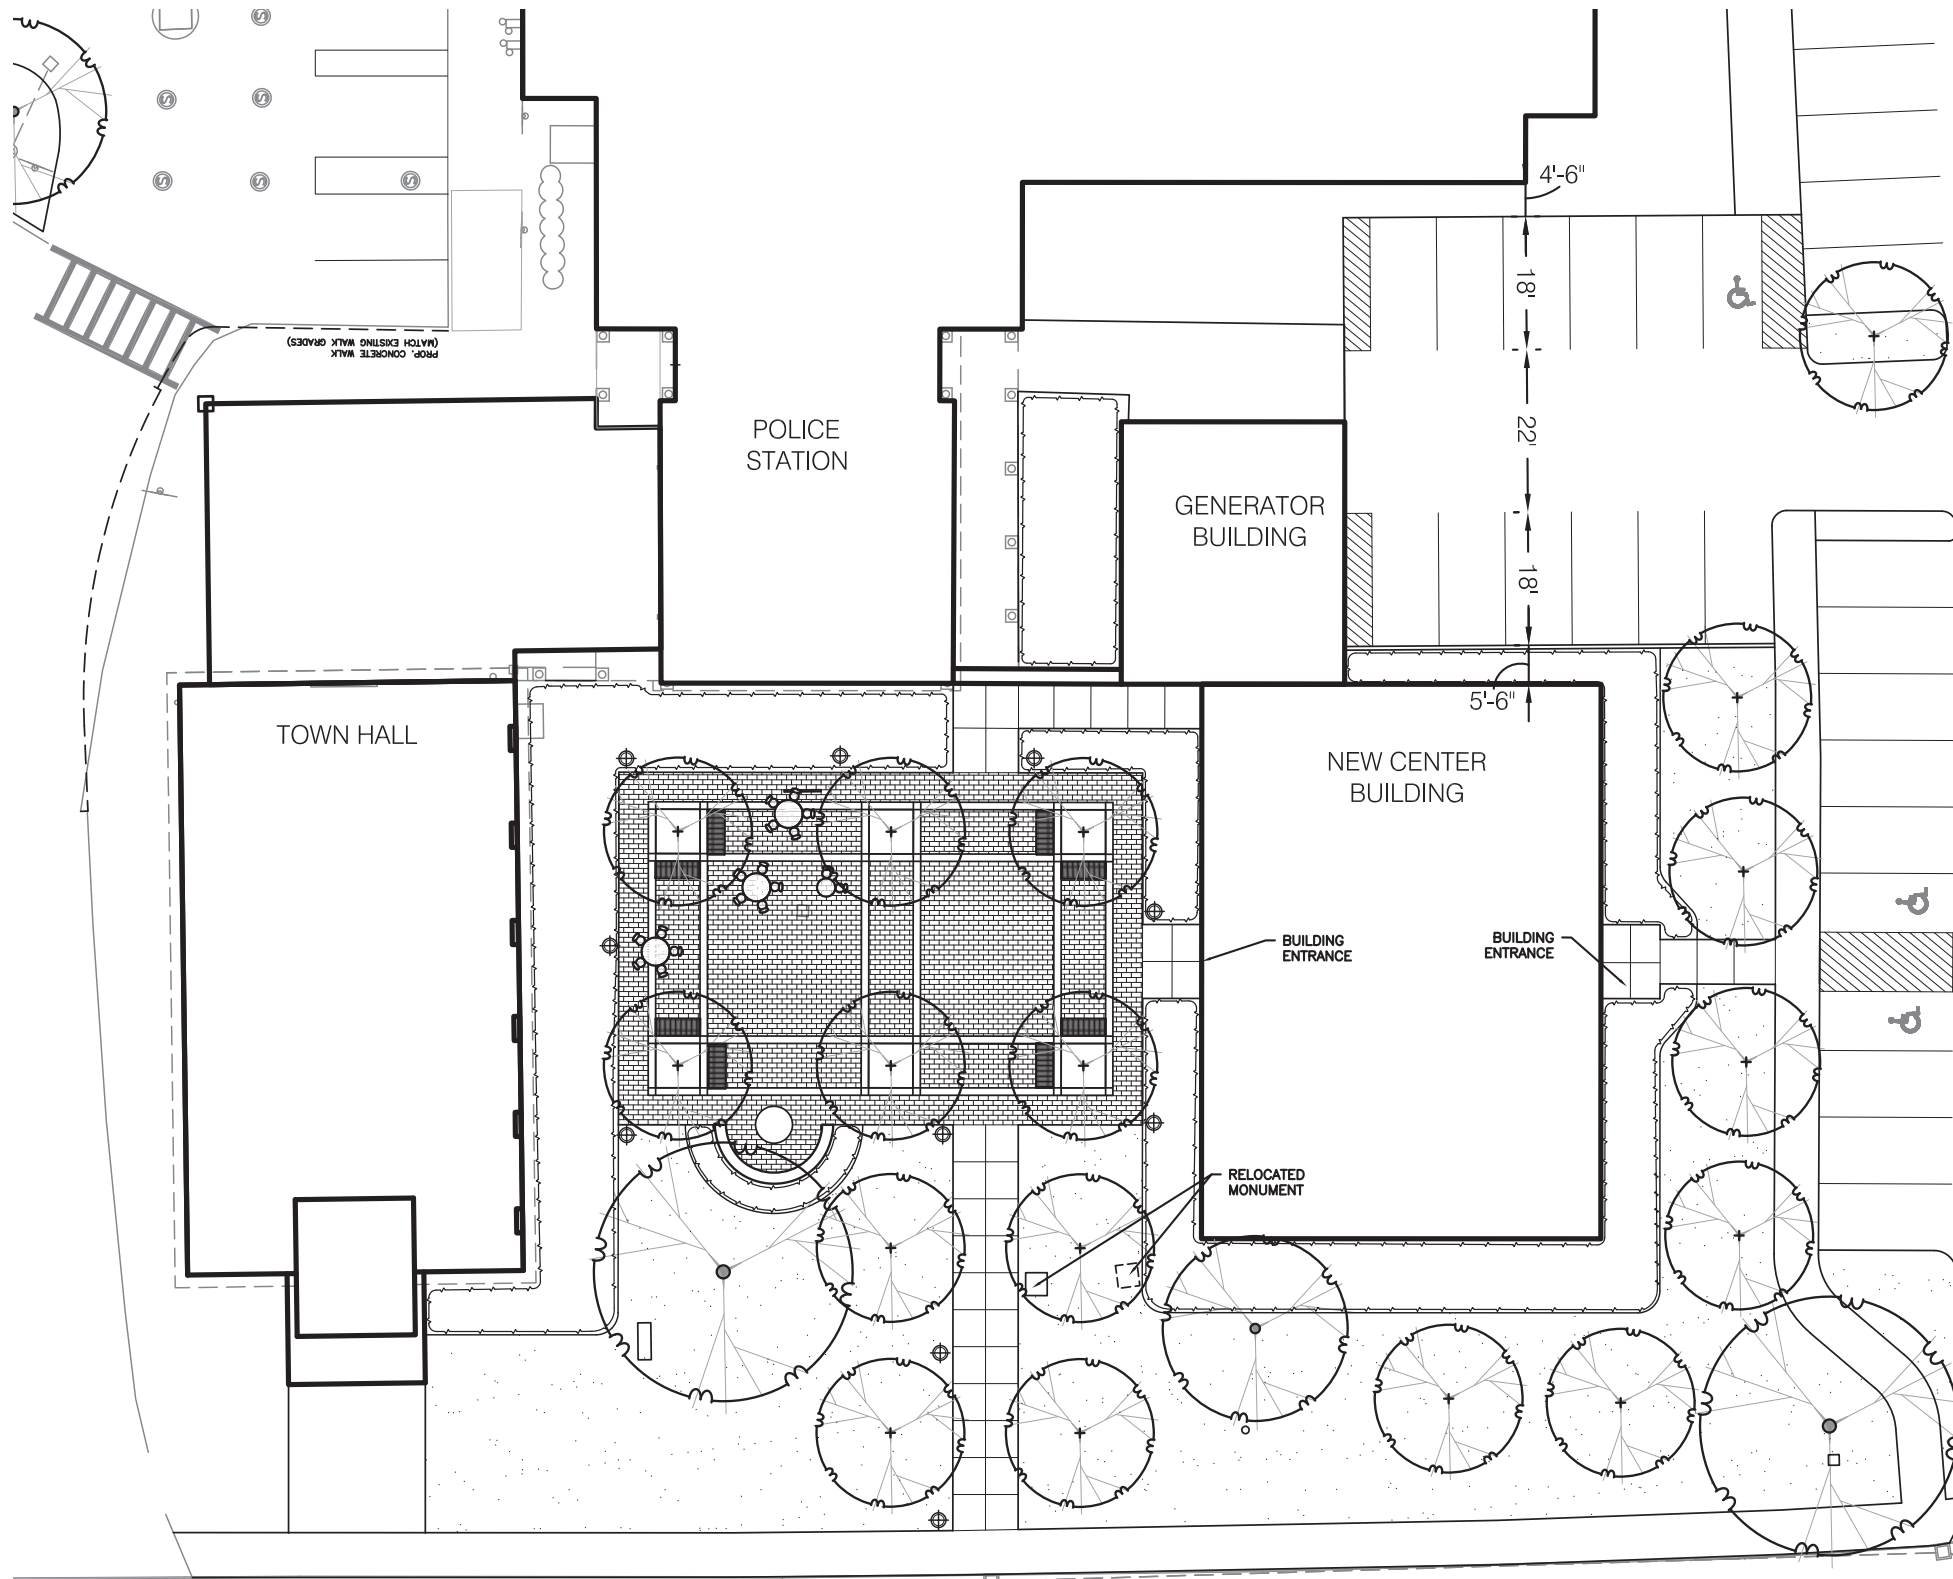 4'-6"
18'
PROP. CONCRETE WALK
(MATCH EXISTING WALK GRADES)
POLICE
STATION
22'
GENERATOR
BUILDING
18'
5'-6"
TOWN HALL
NEW CENTER
BUILDING
BUILDING
ENTRANCE
BUILDING
ENTRANCE
RELOCATED
MONUMENT
S
S
S
S
S
S